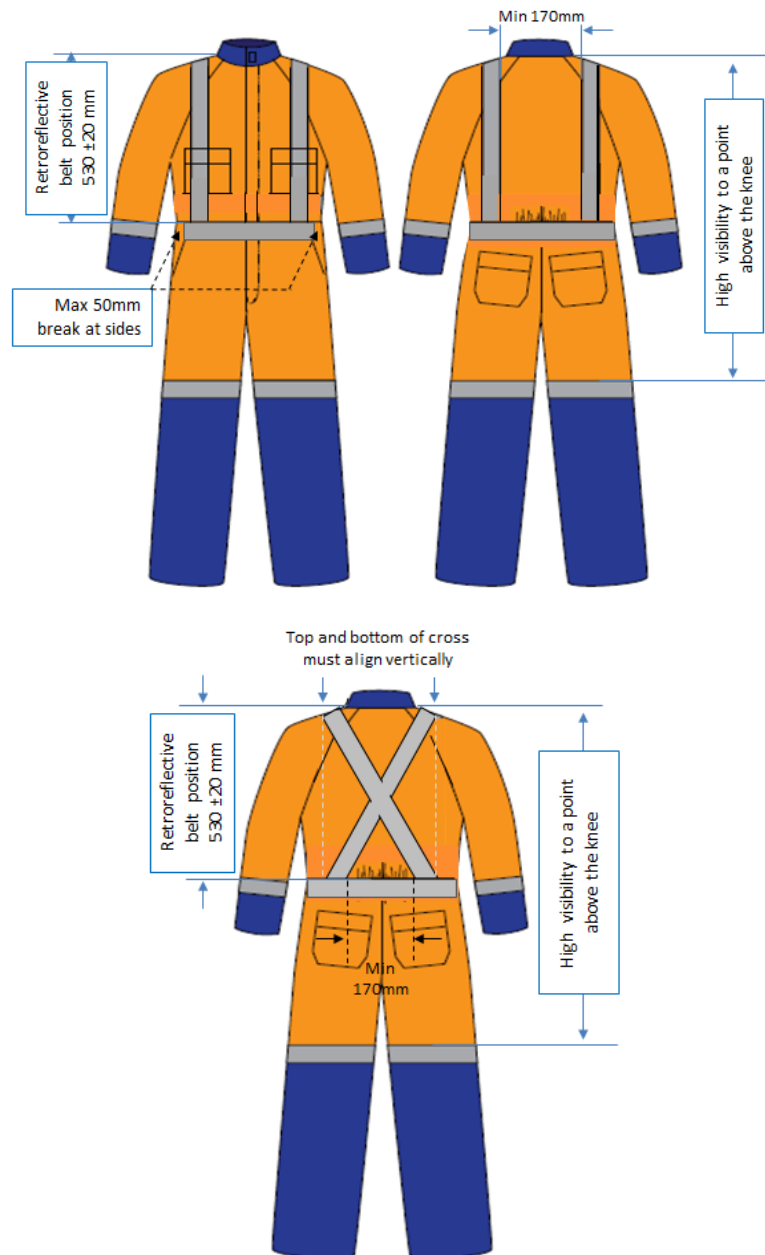 Min 170mm
Retroreflective
belt position
530 ±20 mm
High visibility to a point
above the knee
Max 50mm
break at sides
Top and bottom of cross
must align vertically
Retroreflective
belt position
530 ±20 mm
High visibility to a point
above the knee
Min
170mm